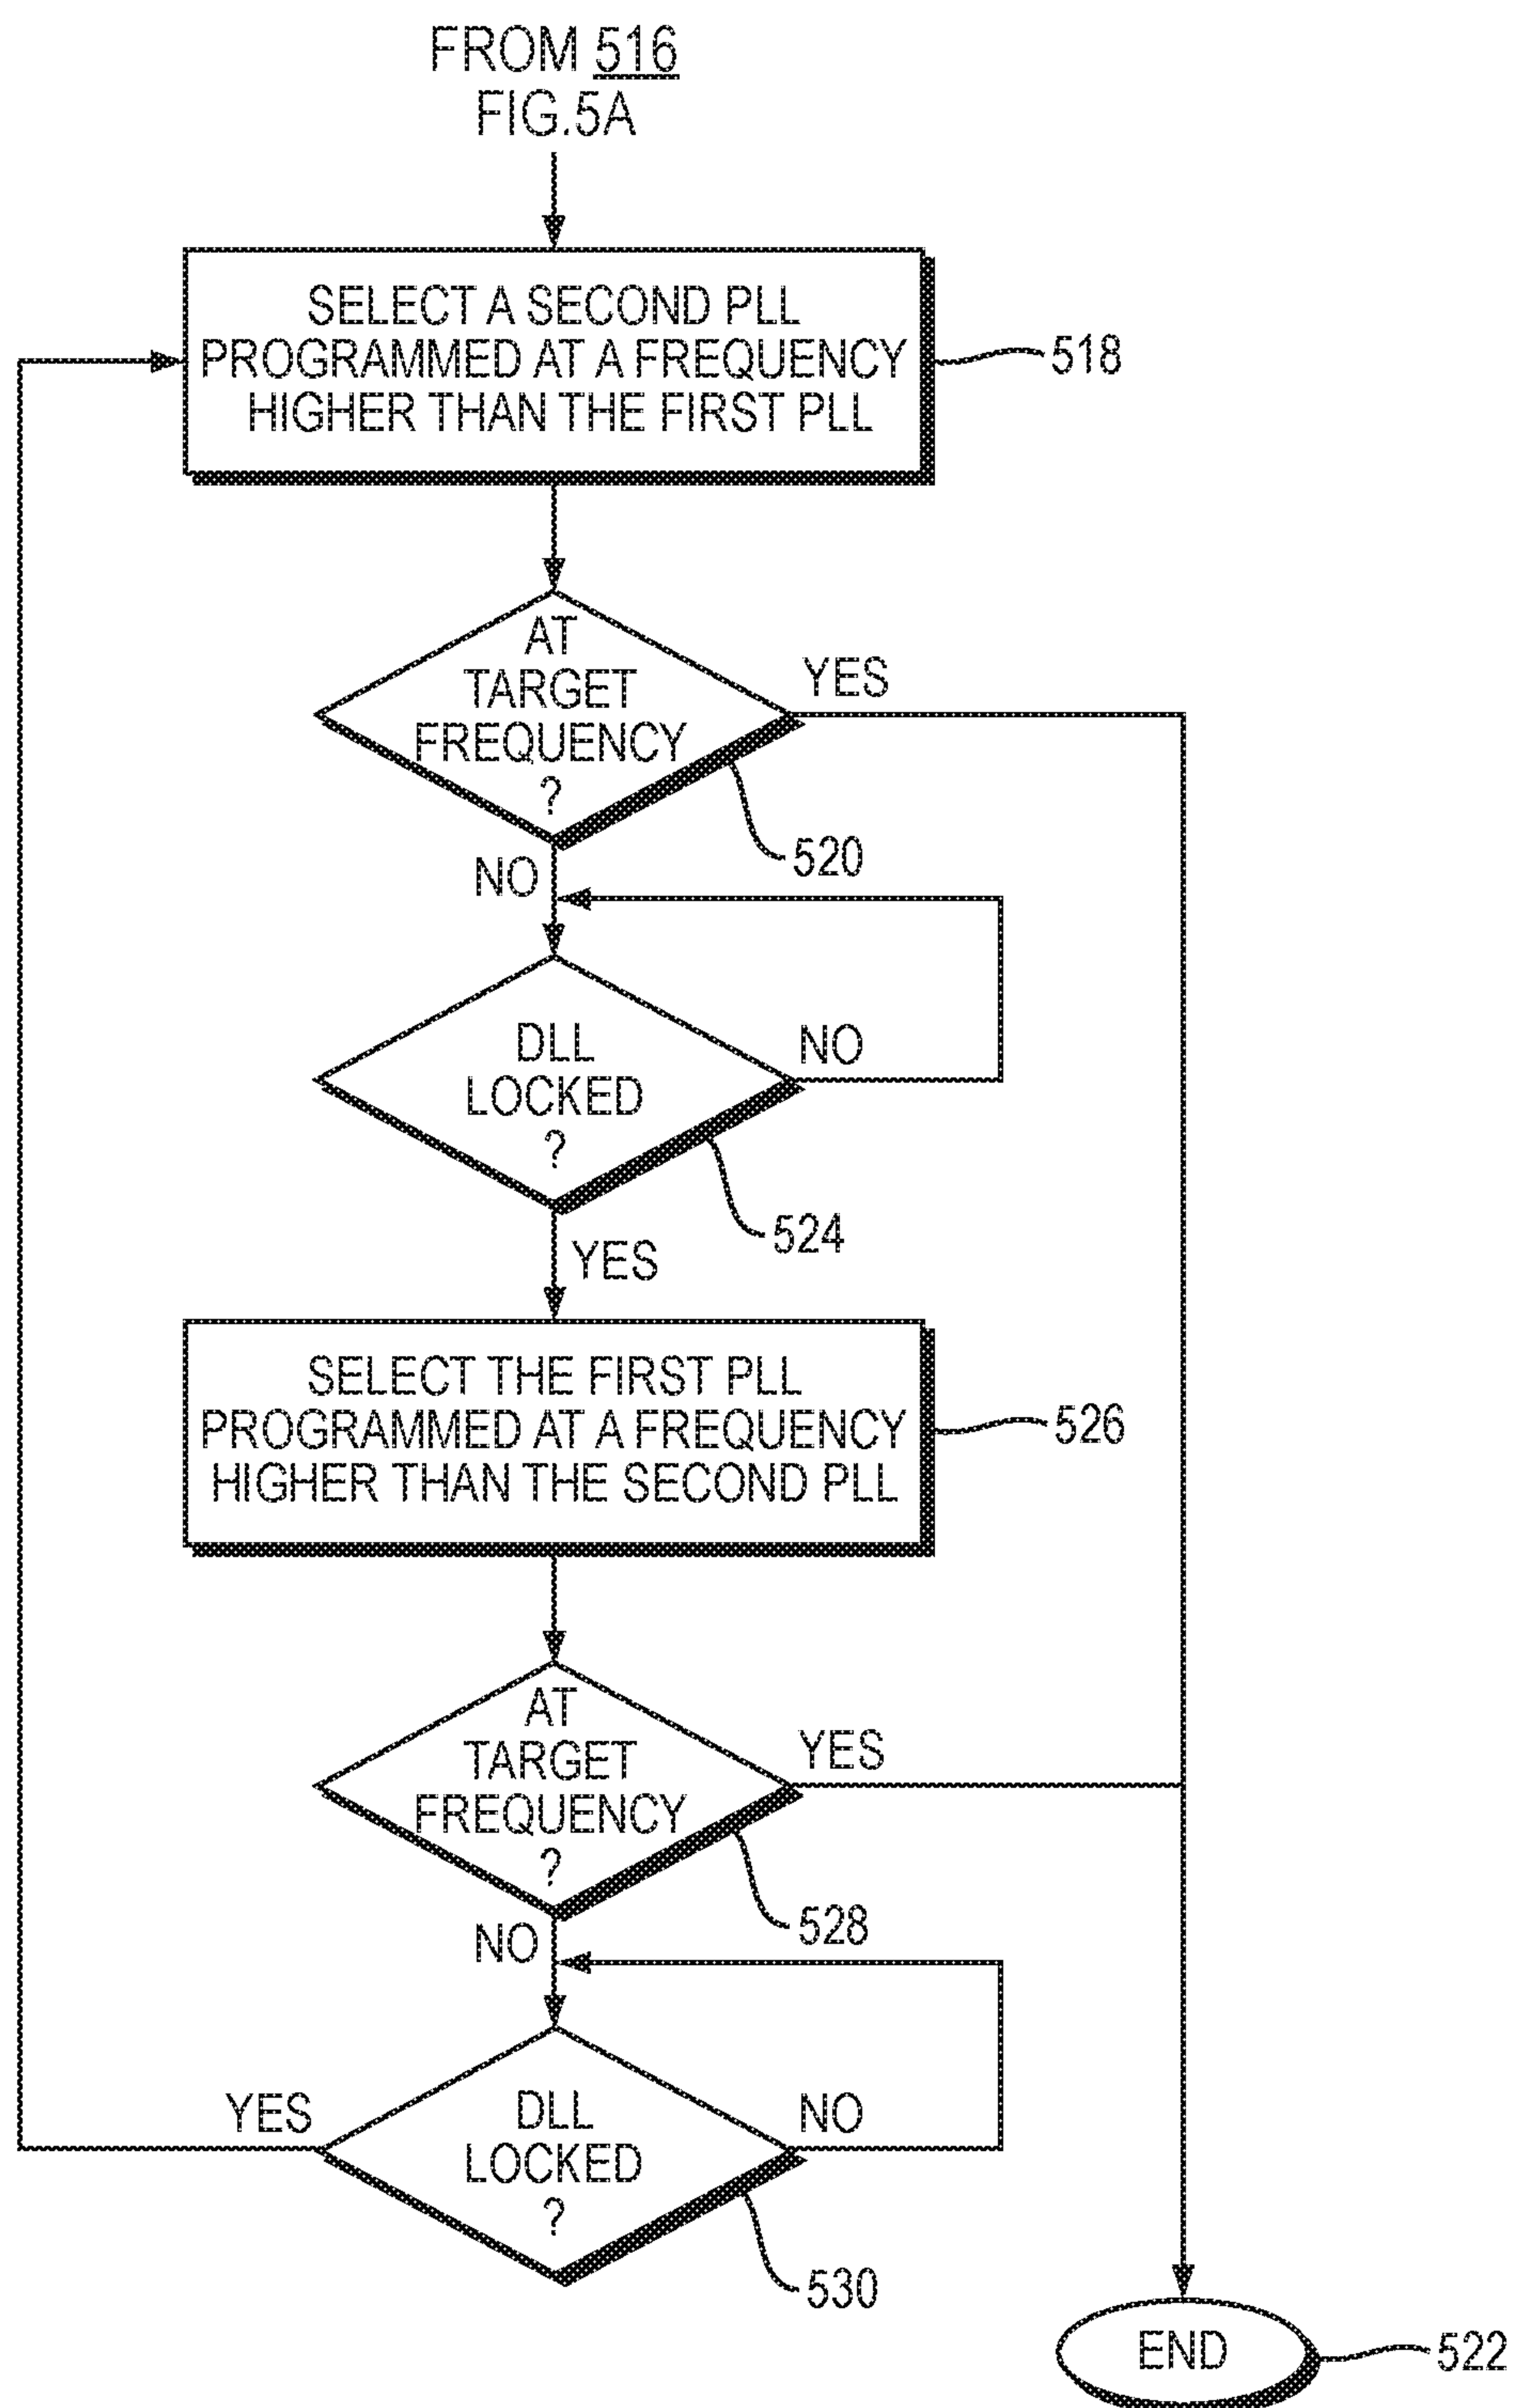 FROM 516
FIG.5A
SELECT A SECOND PLL
PROGRAMMED AT A FREQUENCY
HIGHER THAN THE FIRST PLL
518
AT
TARGET
FREQUENCY
?
YES
520
NO
DLL
LOCKED
?
NO
524
YES
SELECT THE FIRST PLL
PROGRAMMED AT A FREQUENCY
HIGHER THAN THE SECOND PLL
526
AT
TARGET
FREQUENCY
?
YES
528
NO
YES
DLL
LOCKED
?
NO
530
END
522